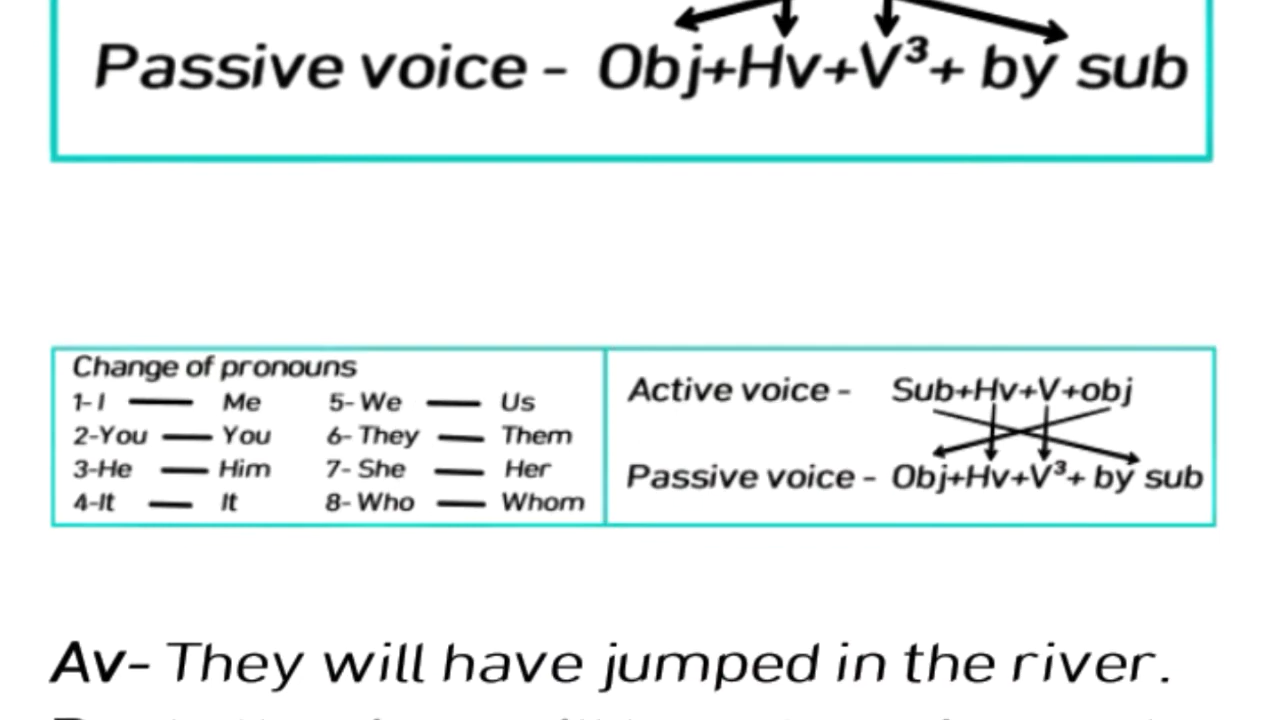 Passive voice - Obj+Hv+V³+ by sub
Change of pronouns
1- I Me 5- We Us
2-You You 6- They Them
3-He Him 7- She Her
4-It It 8- Who Whom
Active voice - Sub+Hv+V+obj
Passive voice - Obj+Hv+V³+ by sub
Av- They will have jumped in the river.